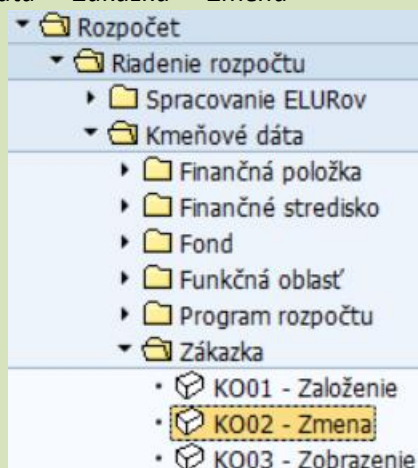 Rozpočet
Riadenie rozpočtu
Spracovanie ELURov
Kmeňové dáta
Finančná položka
Finančné stredisko
Fond
Funkčná oblasť
Program rozpočtu
Zákazka
KO01 - Založenie
KO02 - Zmena
KO03 - Zobrazenie